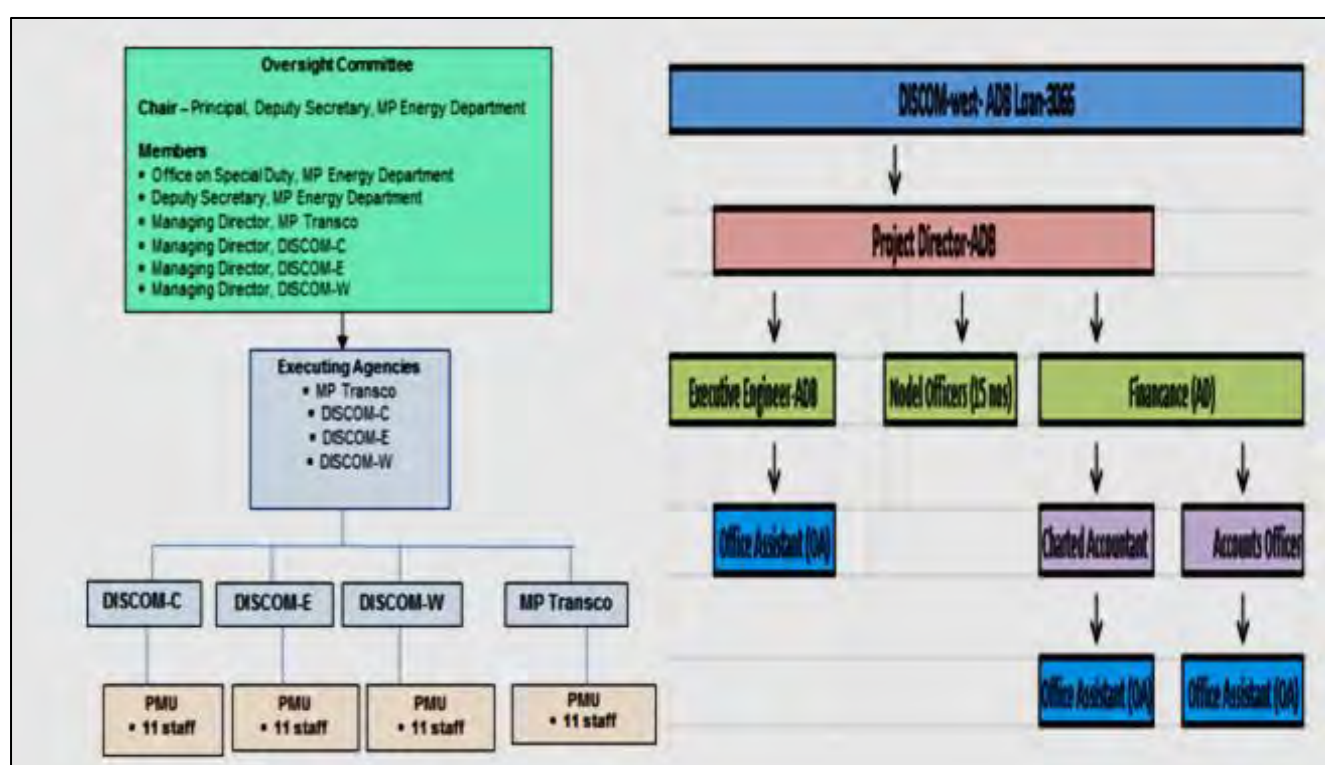 Oversight Committee
Chair – Principal, Deputy Secretary, MP Energy Department
Members
• Office on Special Duty, MP Energy Department
• Deputy Secretary, MP Energy Department
• Managing Director, MP Transco
• Managing Director, DISCOM-C
• Managing Director, DISCOM-E
• Managing Director, DISCOM-W
Executing Agencies
• MP Transco
• DISCOM-C
• DISCOM-E
• DISCOM-W
DISCOM-C DISCOM-E DISCOM-W MP Transco
PMU PMU PMU PMU
• 11 staff • 11 staff • 11 staff • 11 staff
DISCOM-west- ADB Loan-3066
Project Director-ADB
Executive Engineer-ADB Nodel Officers (15 nos) Financance (AD)
Office Assistant (OA) Charted Accountant Accounts Officer
Office Assistant (OA) Office Assistant (OA)